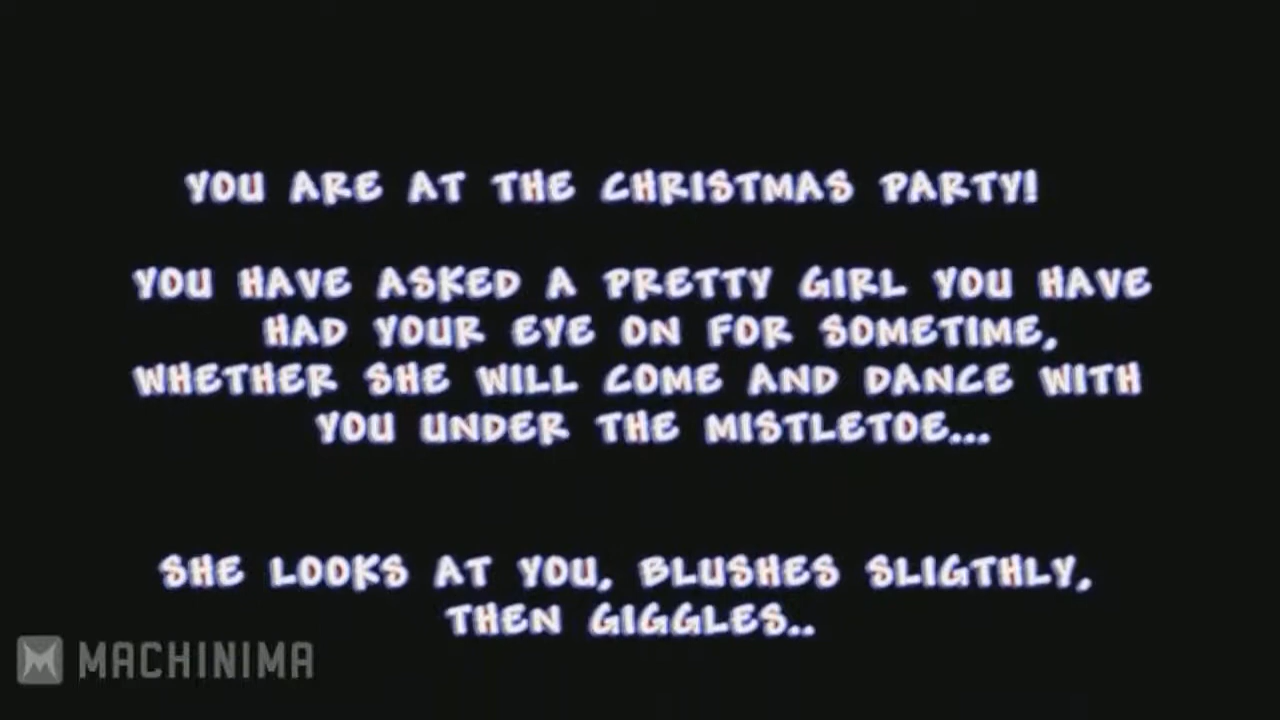 YOU ARE AT THE CHRISTMAS PARTY!
YOU HAVE ASKED A PRETTY GIRL YOU HAVE
HAD YOUR EYE ON FOR SOMETIME,
WHETHER SHE WILL COME AND DANCE WITH
YOU UNDER THE MISTLETOE...
SHE LOOKS AT YOU, BLUSHES SLIGTHLY,
THEN GIGGLES..
MACHINIMA